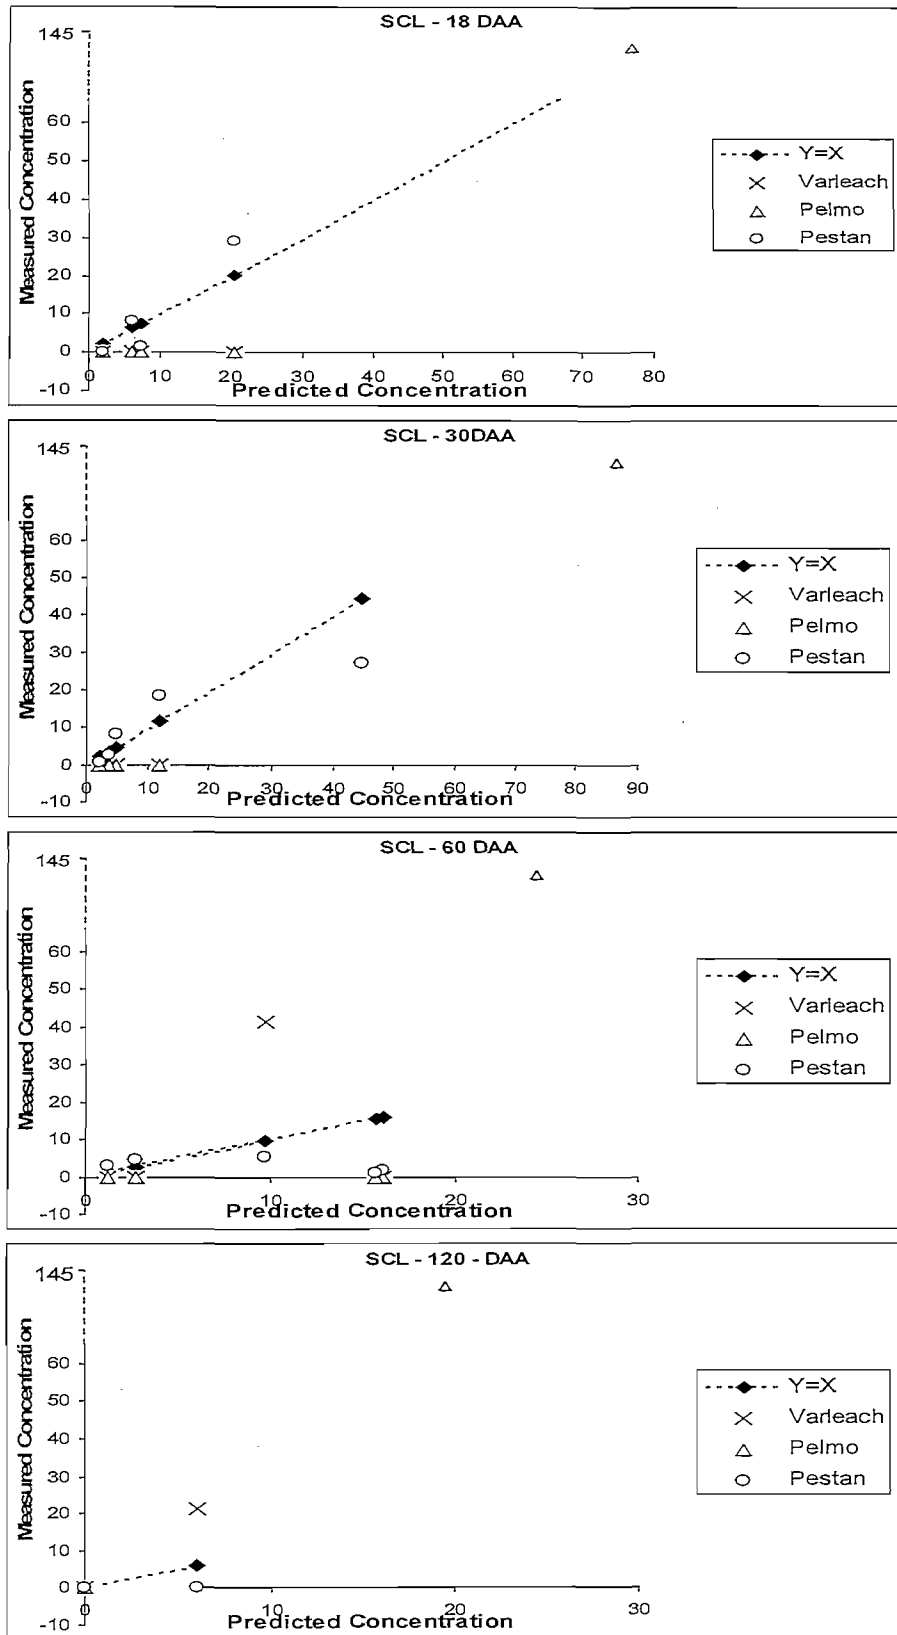 SCL - 18 DAA
145
60
50
40
30
20
10
0
-10
Measured Concentration
0 10 20 30 40 50 60 70 80
Predicted Concentration
Y=X
Varleach
Pelmo
Pestan
SCL - 30DAA
145
60
50
40
30
20
10
0
-10
Measured Concentration
0 10 20 30 40 50 60 70 80 90
Predicted Concentration
Y=X
Varleach
Pelmo
Pestan
SCL - 60 DAA
145
60
50
40
30
20
10
0
-10
Measured Concentration
0 10 20 30
Predicted Concentration
Y=X
Varleach
Pelmo
Pestan
SCL - 120 - DAA
145
60
50
40
30
20
10
0
-10
Measured Concentration
0 10 20 30
Predicted Concentration
Y=X
Varleach
Pelmo
Pestan